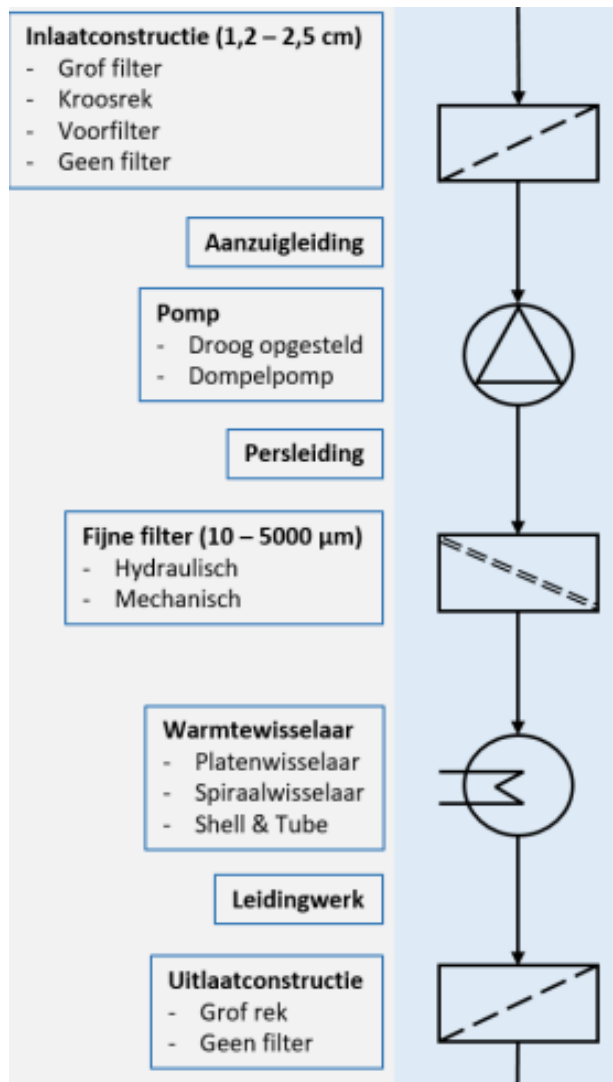 Inlaatconstructie (1,2 – 2,5 cm)
- Grof filter
- Kroosrek
- Voorfilter
- Geen filter
Aanzuigleiding
Pomp
- Droog opgesteld
- Dompelpomp
Persleiding
Fijne filter (10 – 5000 µm)
- Hydraulisch
- Mechanisch
Warmtewisselaar
- Platenwisselaar
- Spiraalwisselaar
- Shell & Tube
Leidingwerk
Uitlaatconstructie
- Grof rek
- Geen filter